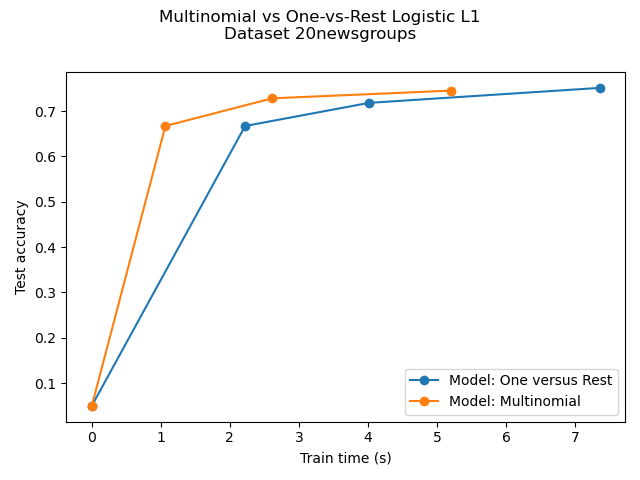 Multinomial vs One-vs-Rest Logistic L1
Dataset 20newsgroups
Test accuracy
0.7
0.6
0.5
0.4
0.3
0.2
0.1
Model: One versus Rest
Model: Multinomial
0 1 2 3 4 5 6 7
Train time (s)